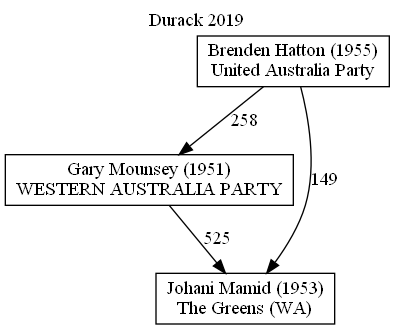 Durack 2019
Brenden Hatton (1955)
United Australia Party
258
149
Gary Mounsey (1951)
WESTERN AUSTRALIA PARTY
525
Johani Mamid (1953)
The Greens (WA)